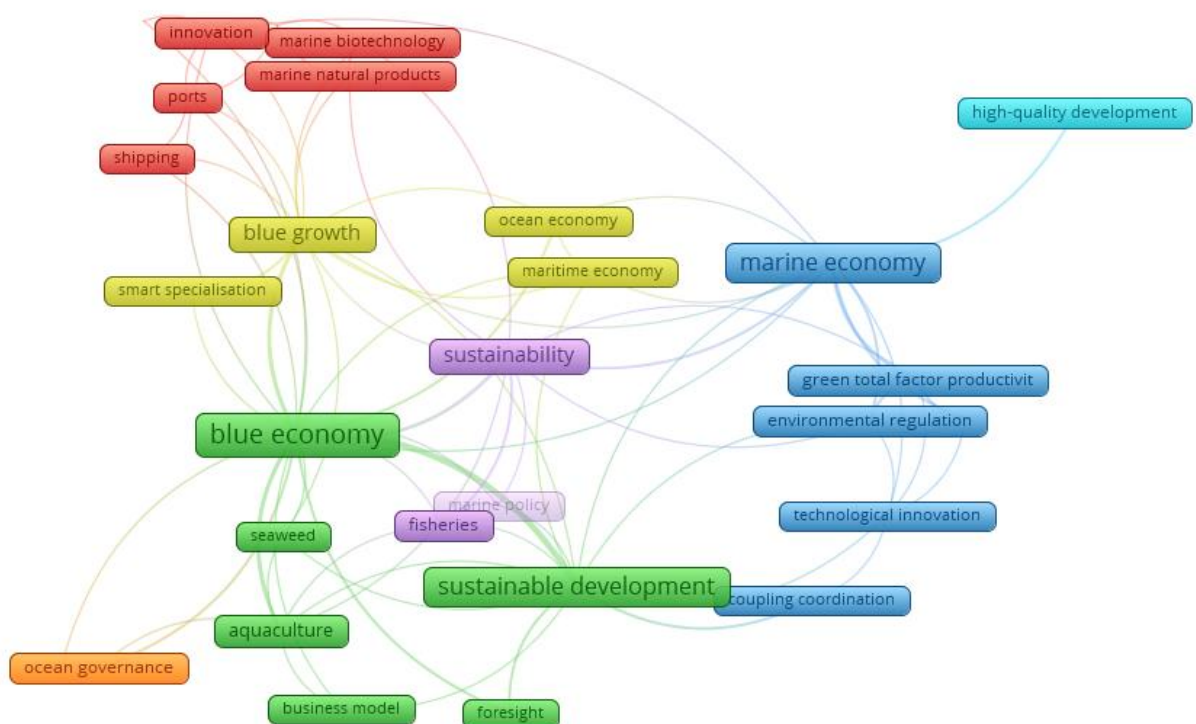 innovation
marine biotechnology
marine natural products
ports
high-quality development
shipping
ocean economy
blue growth
marine economy
maritime economy
smart specialisation
sustainability
green total factor productivit
environmental regulation
blue economy
marine policy
technological innovation
fisheries
seaweed
sustainable development
coupling coordination
aquaculture
ocean governance
business model
foresight